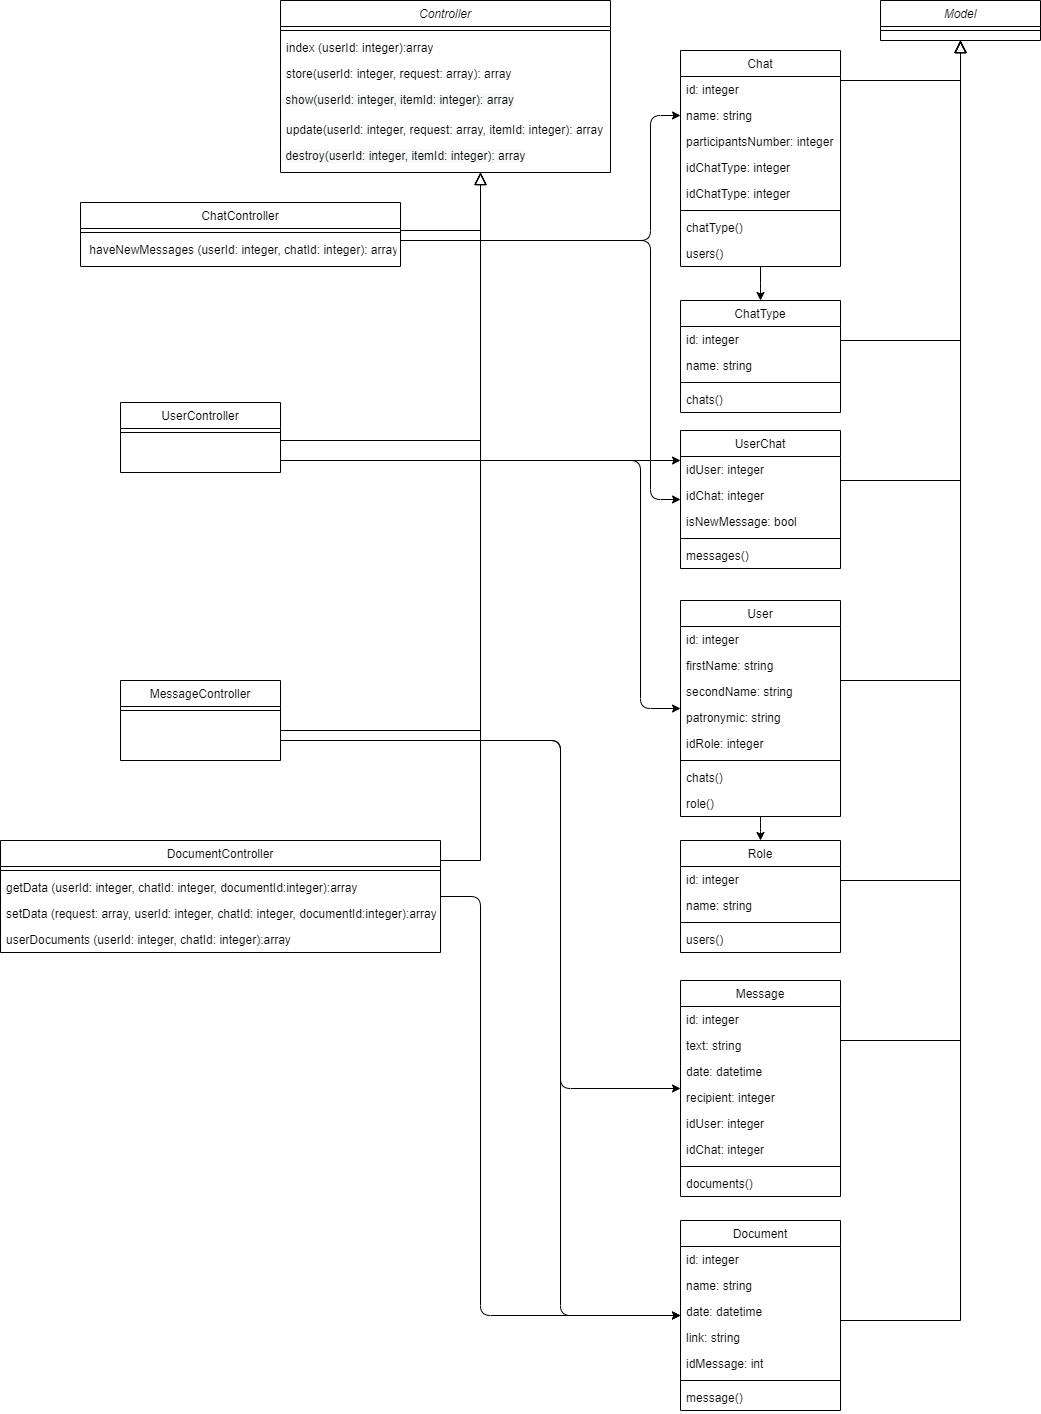 Controller
index (userId: integer):array
store(userId: integer, request: array): array
show(userId: integer, itemId: integer): array
update(userId: integer, request: array, itemId: integer): array
destroy(userId: integer, itemId: integer): array
Model
Chat
id: integer
name: string
participantsNumber: integer
idChatType: integer
idChatType: integer
chatType()
users()
ChatController
haveNewMessages (userId: integer, chatId: integer): array
ChatType
id: integer
name: string
chats()
UserController
UserChat
idUser: integer
idChat: integer
isNewMessage: bool
messages()
User
id: integer
firstName: string
secondName: string
patronymic: string
idRole: integer
chats()
role()
MessageController
DocumentController
getData (userId: integer, chatId: integer, documentId:integer):array
setData (request: array, userId: integer, chatId: integer, documentId:integer):array
userDocuments (userId: integer, chatId: integer):array
Role
id: integer
name: string
users()
Message
id: integer
text: string
date: datetime
recipient: integer
idUser: integer
idChat: integer
documents()
Document
id: integer
name: string
date: datetime
link: string
idMessage: int
message()